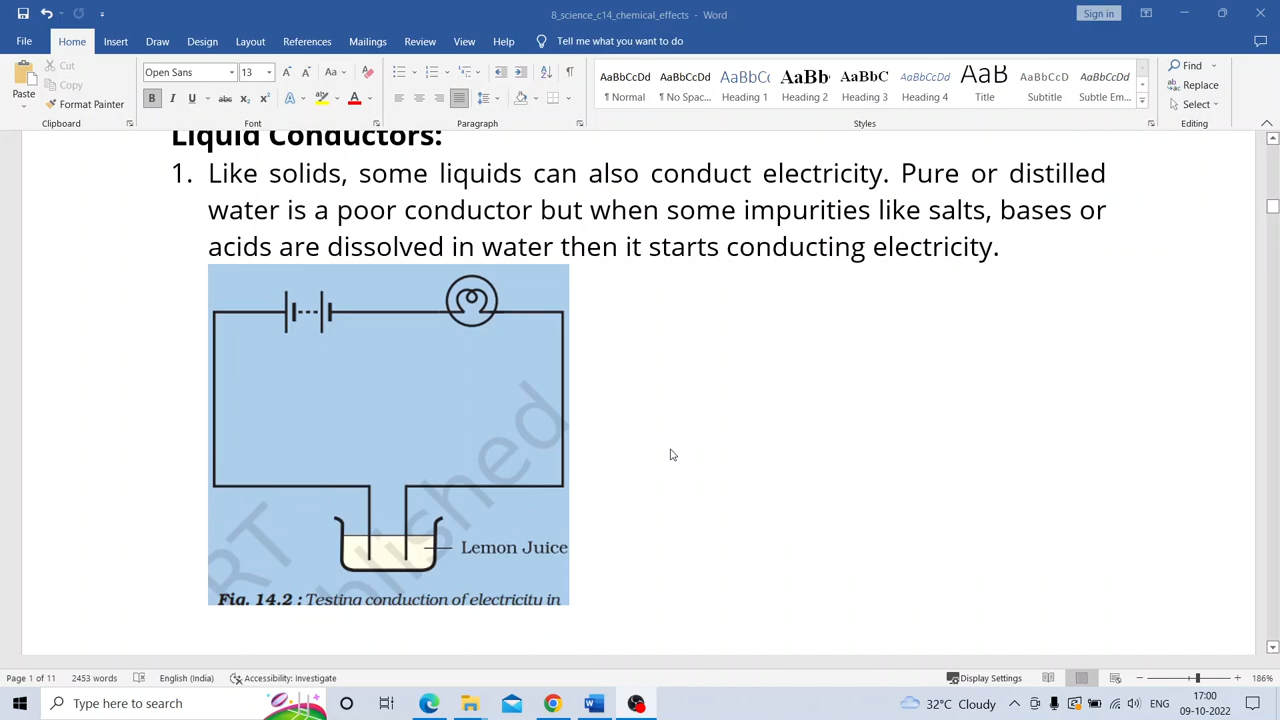 8_science_c14_chemical_effects - Word
Sign in
File Home Insert Draw Design Layout References Mailings Review View Help Tell me what you want to do
Paste
Cut
Copy
Format Painter
Clipboard
Open Sans 13
Font
Paragraph
AaBbCcDd AaBbCcDd AaBbCc AaBb AaBbC AaBbCcDd AaB AaBbCcDd AaBbCcDd
¶ Normal ¶ No Spac... Heading 1 Heading 2 Heading 3 Heading 4 Title Subtitle Subtle Em...
Styles
Find
Replace
Select
Editing
Liquid Conductors:
1. Like solids, some liquids can also conduct electricity. Pure or distilled
water is a poor conductor but when some impurities like salts, bases or
acids are dissolved in water then it starts conducting electricity.
Lemon Juice
Fig. 14.2 : Testing conduction of electricity in
Page 1 of 11 2453 words English (India) Accessibility: Investigate Display Settings 186%
Type here to search
32°C Cloudy
ENG
17:00
09-10-2022